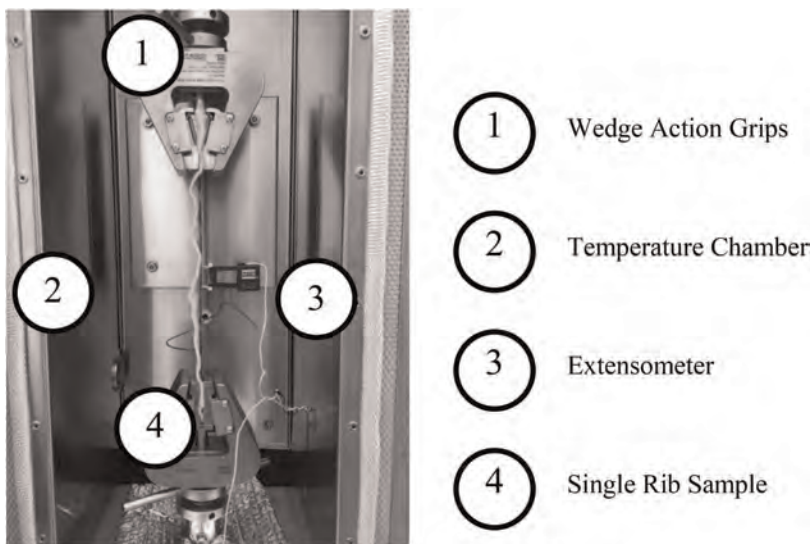 1
2
3
4
1 Wedge Action Grips
2 Temperature Chamber
3 Extensometer
4 Single Rib Sample